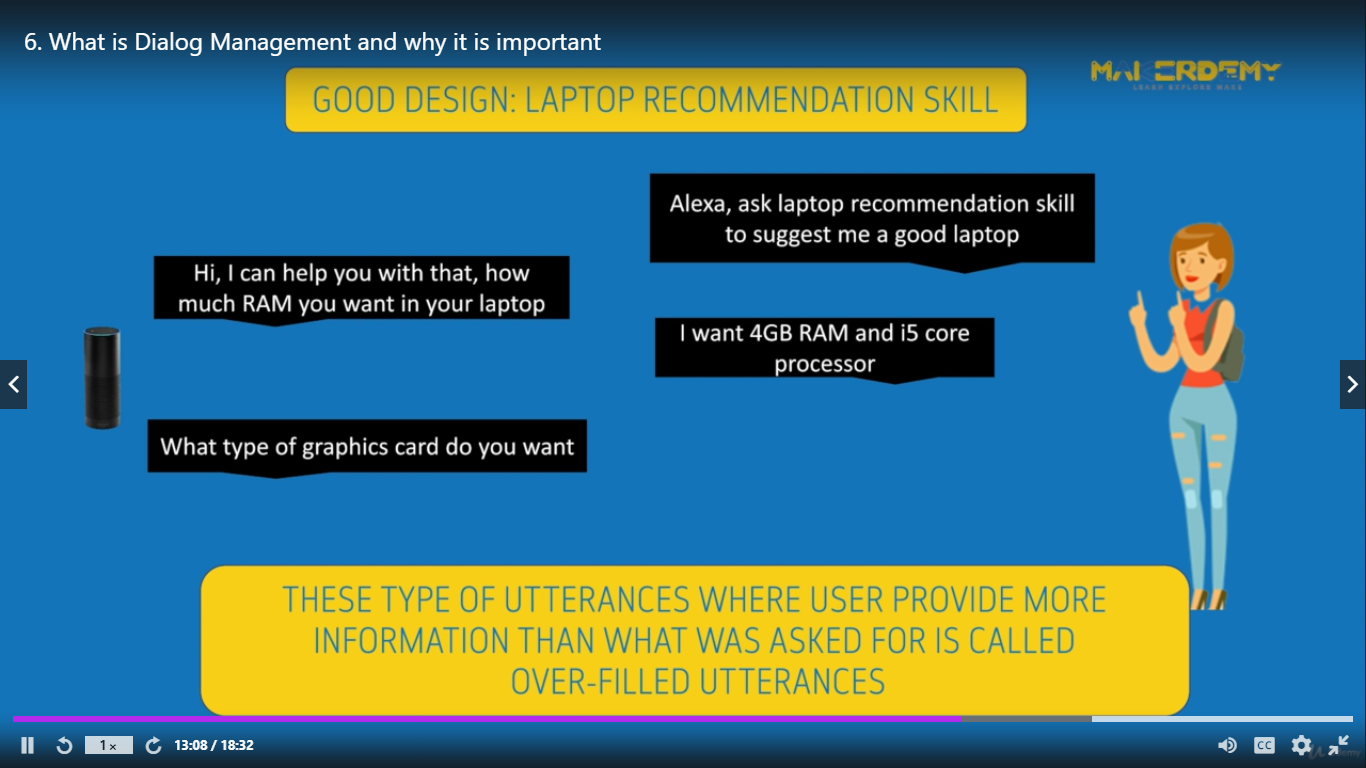 6. What is Dialog Management and why it is important
MAKERDEMY
LEARN EXPLORE MAKE
GOOD DESIGN: LAPTOP RECOMMENDATION SKILL
Alexa, ask laptop recommendation skill
to suggest me a good laptop
Hi, I can help you with that, how
much RAM you want in your laptop
I want 4GB RAM and i5 core
processor
What type of graphics card do you want
THESE TYPE OF UTTERANCES WHERE USER PROVIDE MORE
INFORMATION THAN WHAT WAS ASKED FOR IS CALLED
OVER-FILLED UTTERANCES
1x
13:08 / 18:32
CC